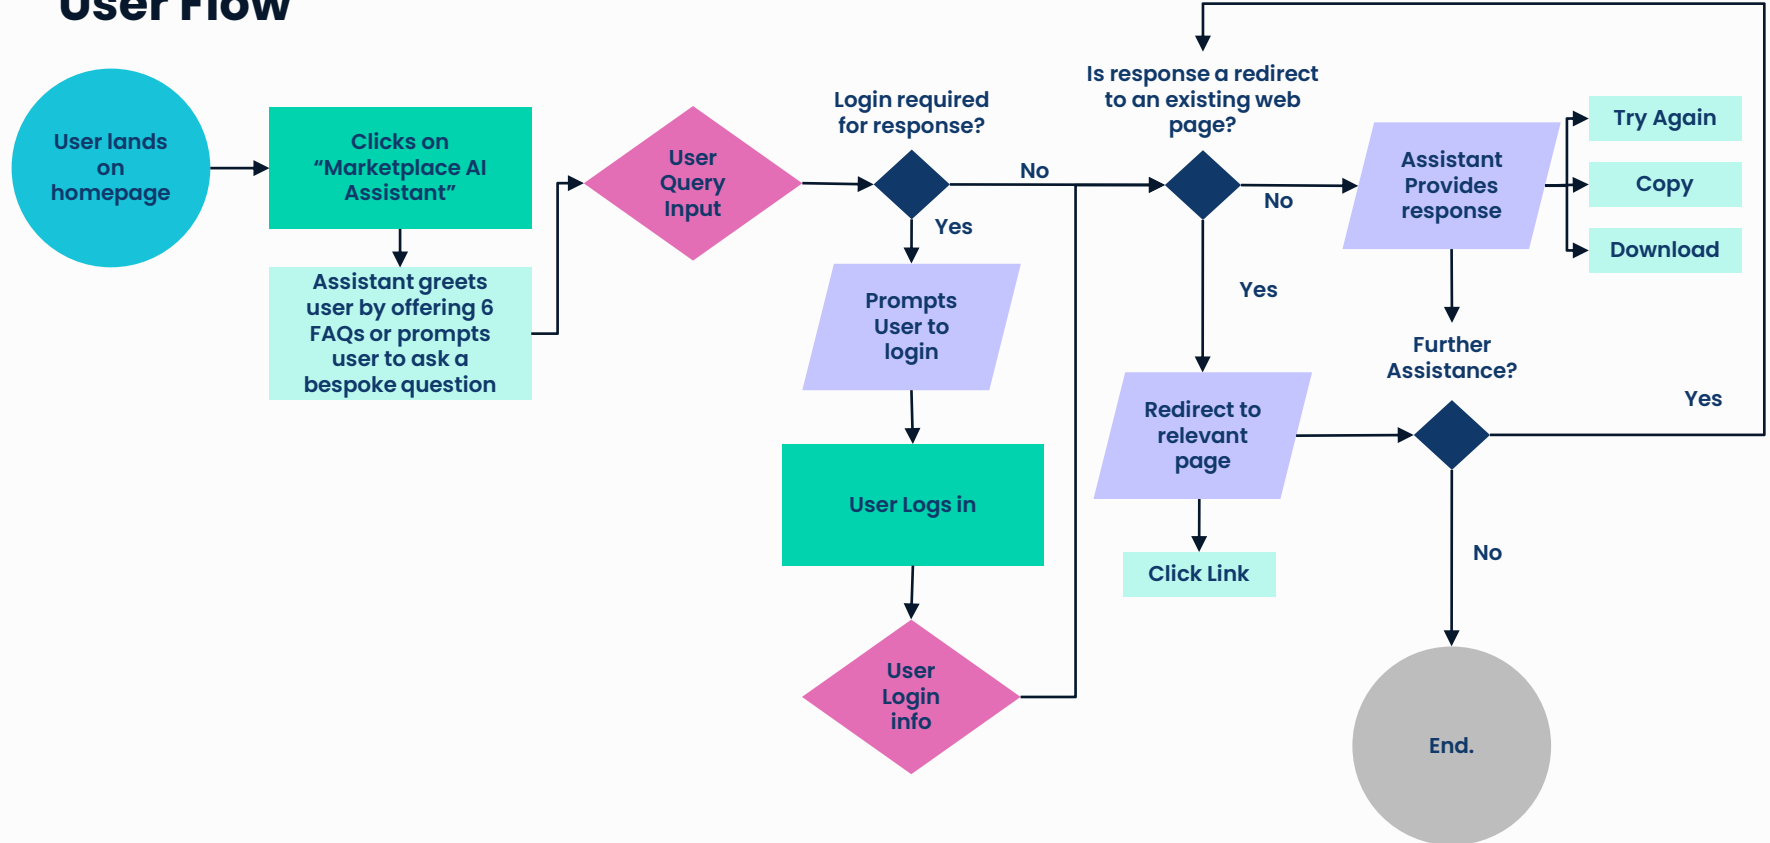 User Flow
User lands
on
homepage
Clicks on
“Marketplace AI
Assistant”
Assistant greets
user by offering 6
FAQs or prompts
user to ask a
bespoke question
User
Query
Input
Login required
for response?
No
Yes
Prompts
User to
login
User Logs in
User
Login
info
Is response a redirect
to an existing web
page?
No
Yes
Redirect to
relevant
page
Click Link
Assistant
Provides
response
Try Again
Copy
Download
Further
Assistance?
Yes
No
End.